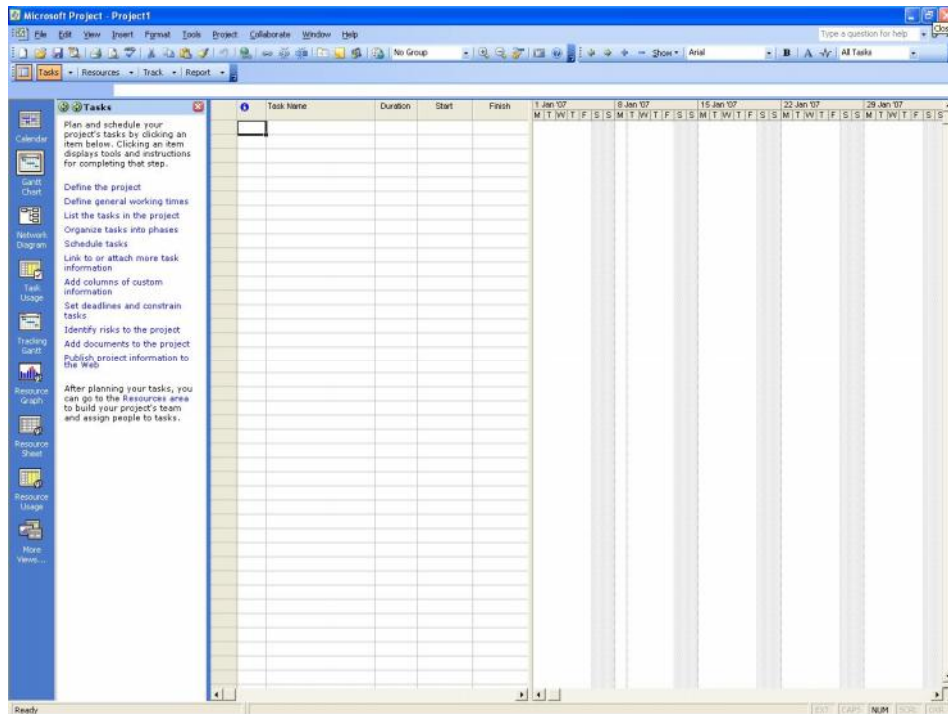 Microsoft Project - Project1
File Edit View Insert Format Tools Project Collaborate Window Help
Type a question for help
Clos
No Group
Show
Arial
B A
All Tasks
Tasks Resources Track Report
Calendar
Gantt
Chart
Network
Diagram
Task
Usage
Tracking
Gantt
Resource
Graph
Resource
Sheet
Resource
Usage
More
Views...
Tasks
Plan and schedule your
project's tasks by clicking an
item below. Clicking an item
displays tools and instructions
for completing that step.
Define the project
Define general working times
List the tasks in the project
Organize tasks into phases
Schedule tasks
Link to or attach more task
information
Add columns of custom
information
Set deadlines and constrain
tasks
Identify risks to the project
Add documents to the project
Publish project information to
the Web
After planning your tasks, you
can go to the Resources area
to build your project's team
and assign people to tasks.
Task Name Duration Start Finish
1 Jan '07 8 Jan '07 15 Jan '07 22 Jan '07 29 Jan '07
M T W T F S S M T W T F S S M T W T F S S M T W T F S S M T W T F S S
Ready
EXT CAPS NUM SCRL OVR